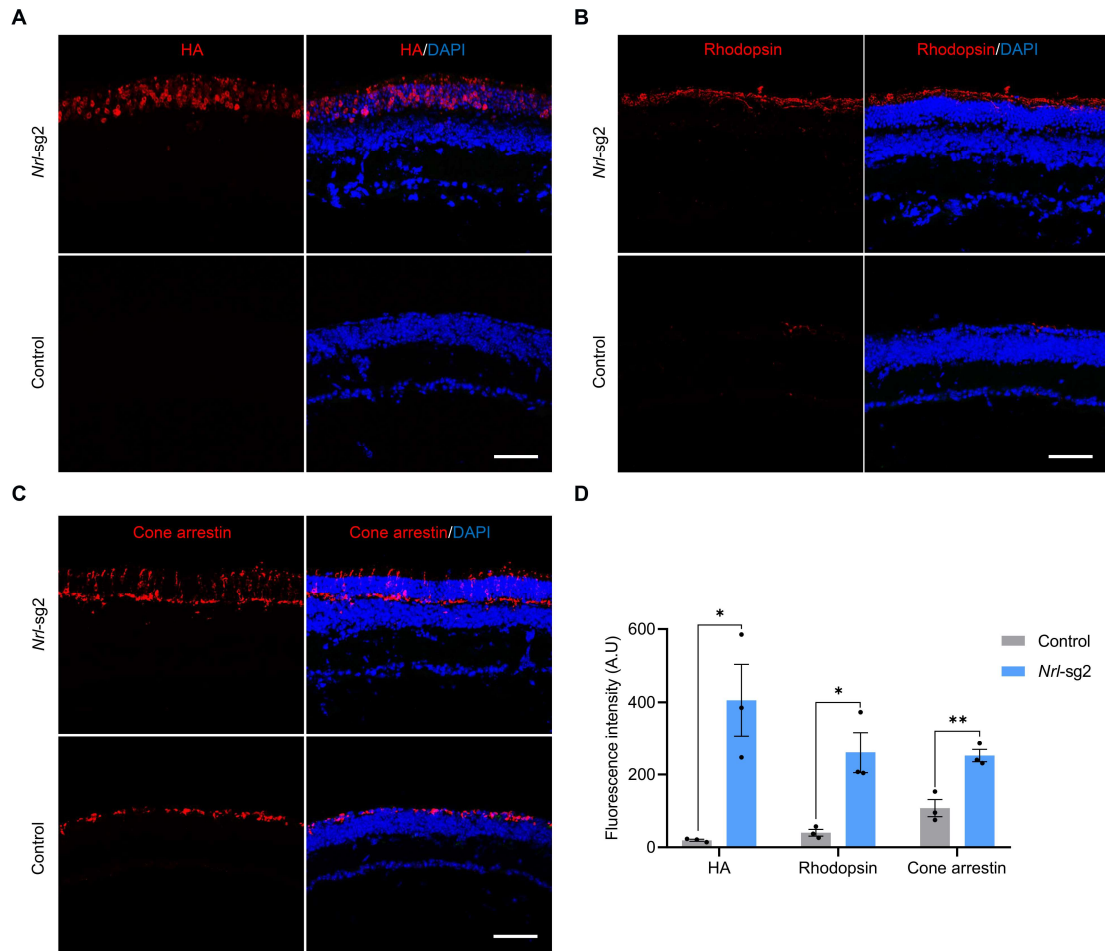 A
HA
HA/DAPI
Nrl-sg2
Control
B
Rhodopsin
Rhodopsin/DAPI
Nrl-sg2
Control
C
Cone arrestin
Cone arrestin/DAPI
Nrl-sg2
Control
D
Fluorescence intensity (A.U)
600
400
200
0
*
*
**
HA
Rhodopsin
Cone arrestin
Control
Nrl-sg2